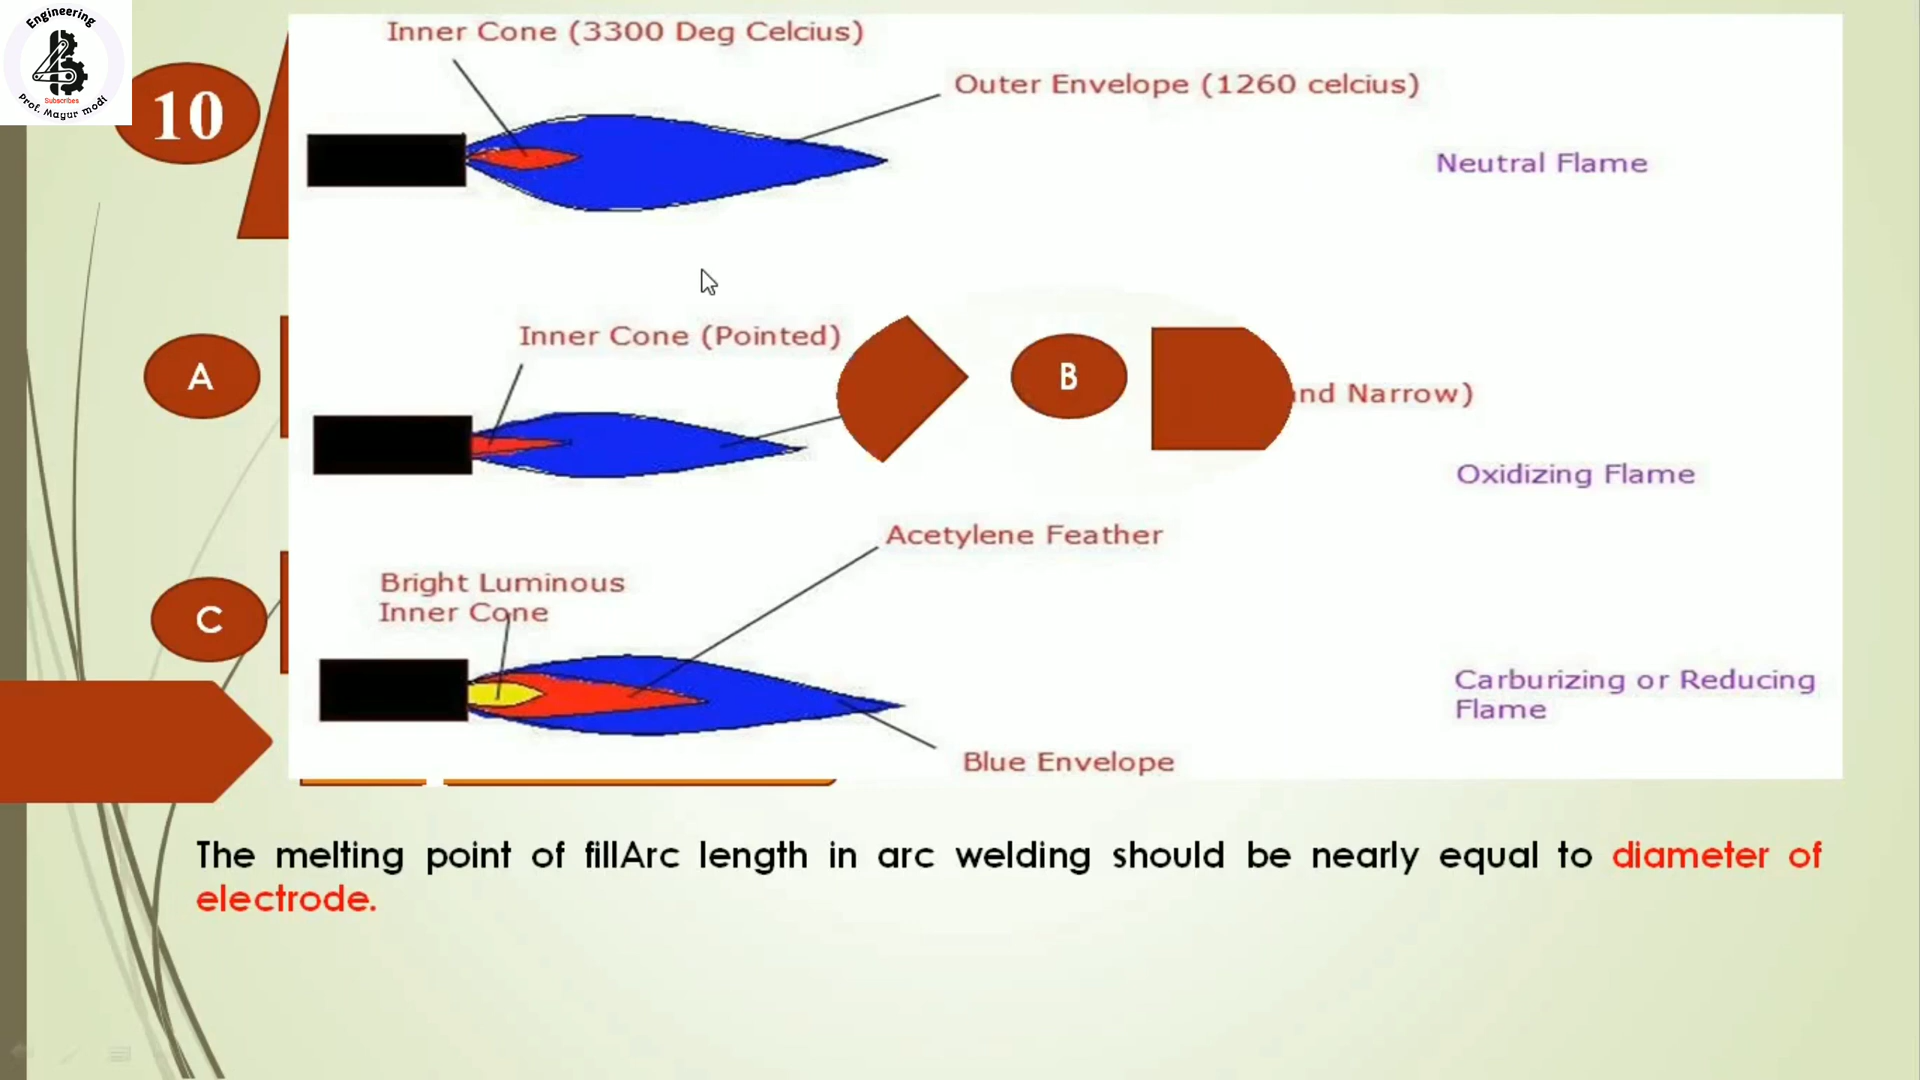 Engineering
Subscribes
Prof. Mayur modi
10
Inner Cone (3300 Deg Celcius)
Outer Envelope (1260 celcius)
Neutral Flame
Inner Cone (Pointed)
A
B
nd Narrow)
Oxidizing Flame
Acetylene Feather
Bright Luminous
Inner Cone
C
Carburizing or Reducing
Flame
Blue Envelope
The melting point of fillArc length in arc welding should be nearly equal to diameter of
electrode.